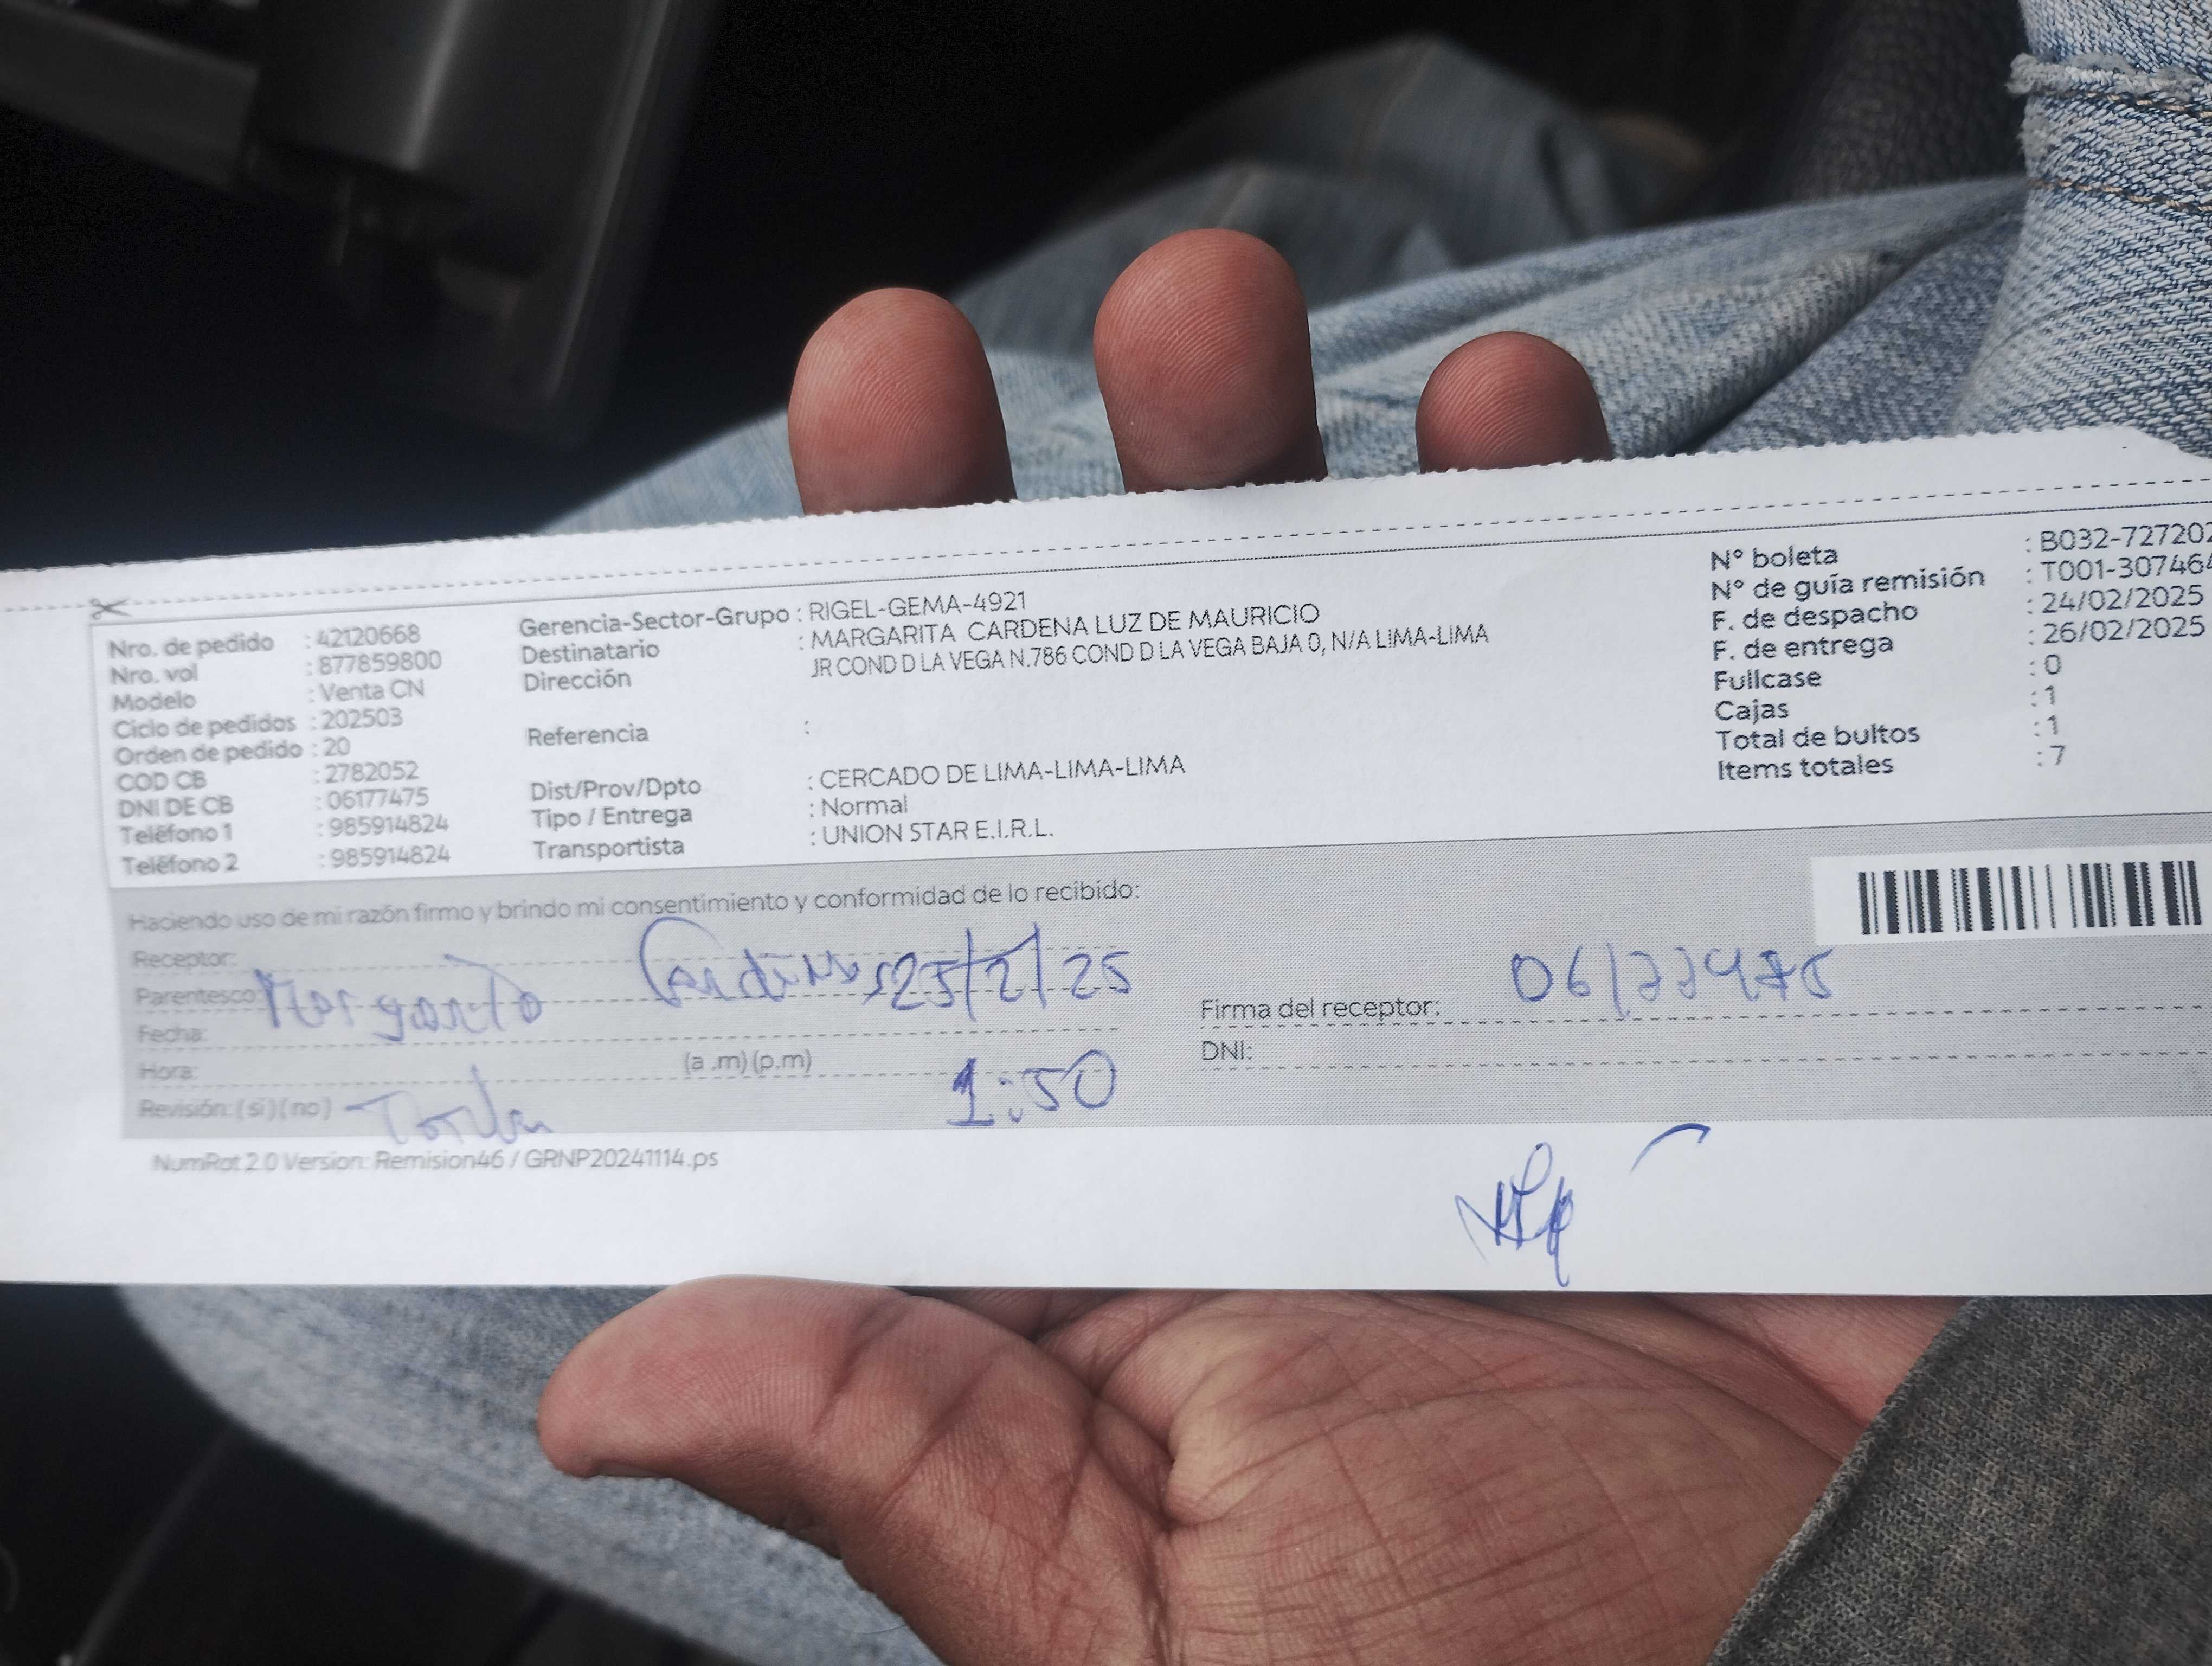 Nro. de pedido : 42120668
Nro. vol : 877859800
Modelo : Venta CN
Ciclo de pedidos : 202503
Orden de pedido : 20
COD CB : 2782052
DNI DE CB : 06177475
Teléfono 1 : 985914824
Teléfono 2 : 985914824
Gerencia-Sector-Grupo : RIGEL-GEMA-4921
Destinatario : MARGARITA CARDENA LUZ DE MAURICIO
Dirección JR COND D LA VEGA N.786 COND D LA VEGA BAJA 0, N/A LIMA-LIMA
Referencia :
Dist/Prov/Dpto : CERCADO DE LIMA-LIMA-LIMA
Tipo / Entrega : Normal
Transportista : UNION STAR E.I.R.L.
N° boleta : B032-727202
N° de guía remisión : T001-307464
F. de despacho : 24/02/2025
F. de entrega : 26/02/2025
Fullcase : 0
Cajas : 1
Total de bultos : 1
Items totales : 7
Haciendo uso de mi razón firmo y brindo mi consentimiento y conformidad de lo recibido:
Receptor:
Parentesco: Margarita 25/2/25
Fecha:
Hora: (a .m) (p.m) 1:50
Revisión: ( si ) ( no )
Firma del receptor: 06177475
DNI:
NumRot 2.0 Version: Remision46 / GRNP20241114.ps